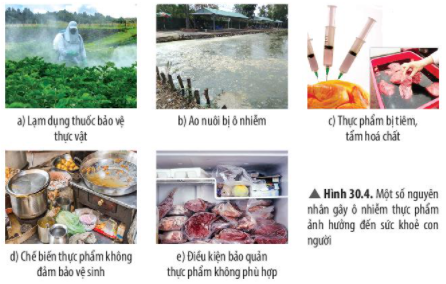 a) Lạm dụng thuốc bảo vệ
thực vật
b) Ao nuôi bị ô nhiễm
c) Thực phẩm bị tiêm,
tẩm hoá chất
d) Chế biến thực phẩm không
đảm bảo vệ sinh
e) Điều kiện bảo quản
thực phẩm không phù hợp
▲ Hình 30.4. Một số nguyên
nhân gây ô nhiễm thực phẩm
ảnh hưởng đến sức khoẻ con
người